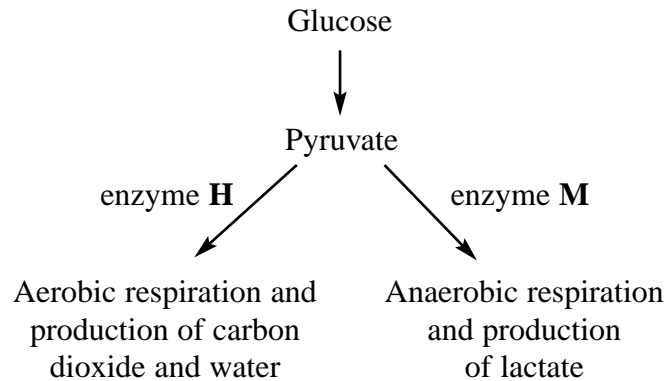 Glucose
Pyruvate
enzyme H
enzyme M
Aerobic respiration and
production of carbon
dioxide and water
Anaerobic respiration
and production
of lactate